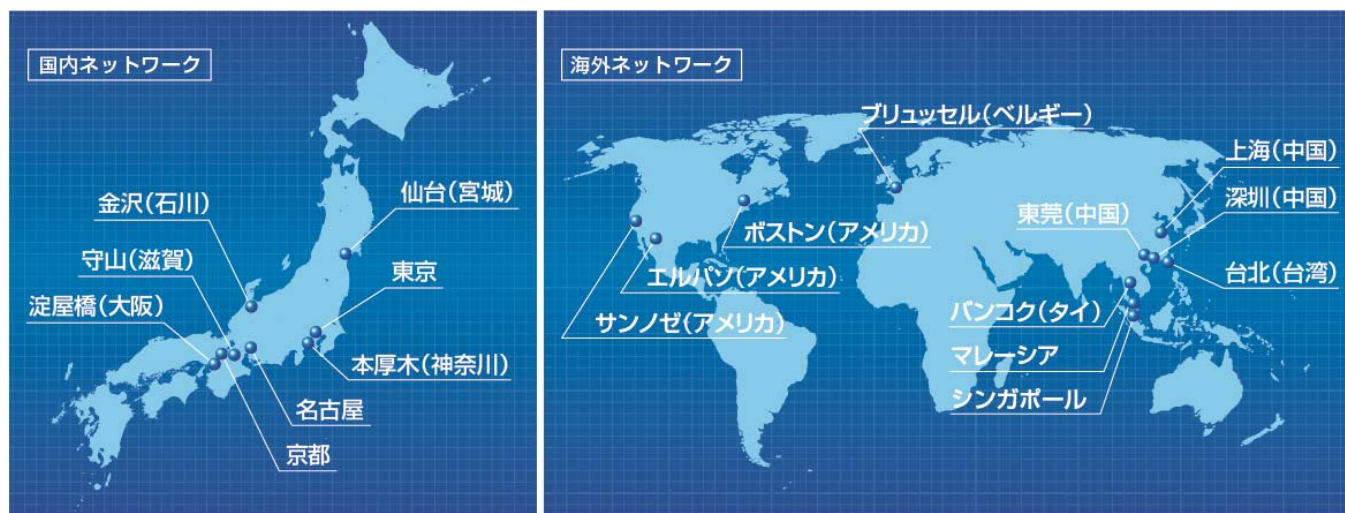 国内ネットワーク
金沢(石川)
仙台(宮城)
守山(滋賀)
東京
淀屋橋(大阪)
本厚木(神奈川)
名古屋
京都
海外ネットワーク
ブリュッセル(ベルギー)
上海(中国)
深圳(中国)
東莞(中国)
ボストン(アメリカ)
台北(台湾)
エルパソ(アメリカ)
バンコク(タイ)
サンノゼ(アメリカ)
マレーシア
シンガポール